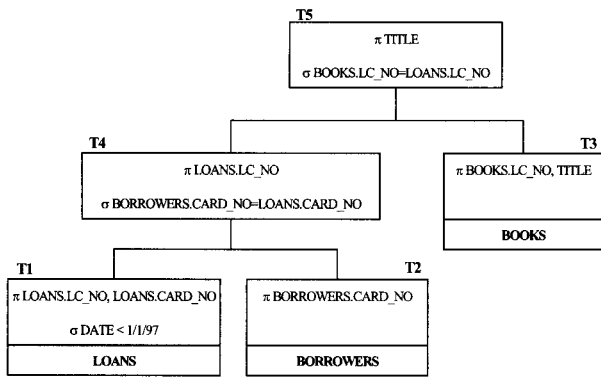 T5
π TITLE
σ BOOKS.LC_NO=LOANS.LC_NO
T4
π LOANS.LC_NO
σ BORROWERS.CARD_NO=LOANS.CARD_NO
T3
π BOOKS.LC_NO, TITLE
BOOKS
T1
π LOANS.LC_NO, LOANS.CARD_NO
σ DATE < 1/1/97
LOANS
T2
π BORROWERS.CARD_NO
BORROWERS